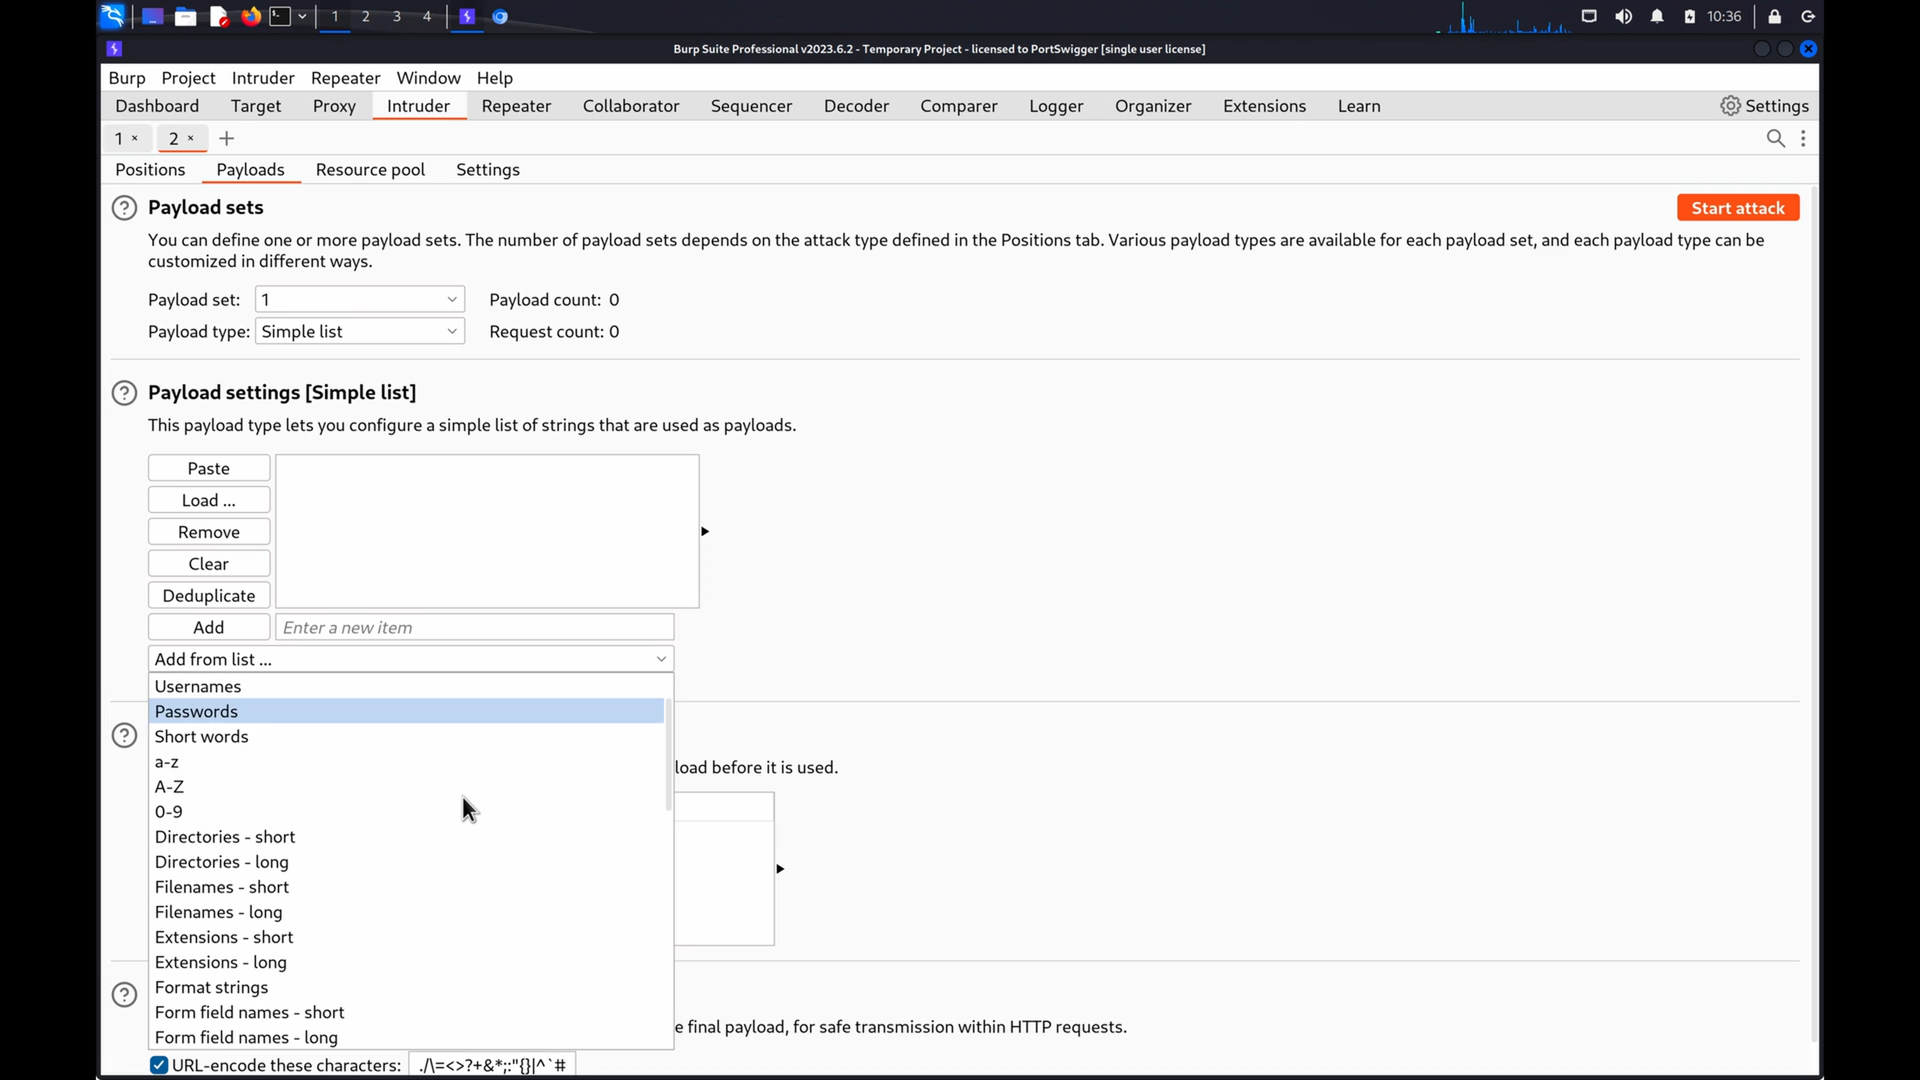 1 2 3 4 10:36
Burp Suite Professional v2023.6.2 - Temporary Project - licensed to PortSwigger [single user license]
Burp Project Intruder Repeater Window Help
Dashboard Target Proxy Intruder Repeater Collaborator Sequencer Decoder Comparer Logger Organizer Extensions Learn Settings
1 × 2 × +
Positions Payloads Resource pool Settings
? Payload sets Start attack
You can define one or more payload sets. The number of payload sets depends on the attack type defined in the Positions tab. Various payload types are available for each payload set, and each payload type can be
customized in different ways.
Payload set: 1 Payload count: 0
Payload type: Simple list Request count: 0
? Payload settings [Simple list]
This payload type lets you configure a simple list of strings that are used as payloads.
Paste
Load ...
Remove
Clear
Deduplicate
Add Enter a new item
Add from list ...
Usernames
Passwords
Short words
?
a-z
load before it is used.
A-Z
0-9
Directories - short
Directories - long
Filenames - short
Filenames - long
Extensions - short
Extensions - long
Format strings
?
Form field names - short
e final payload, for safe transmission within HTTP requests.
Form field names - long
URL-encode these characters: ./\=<>?+&*;:"{}|^`#